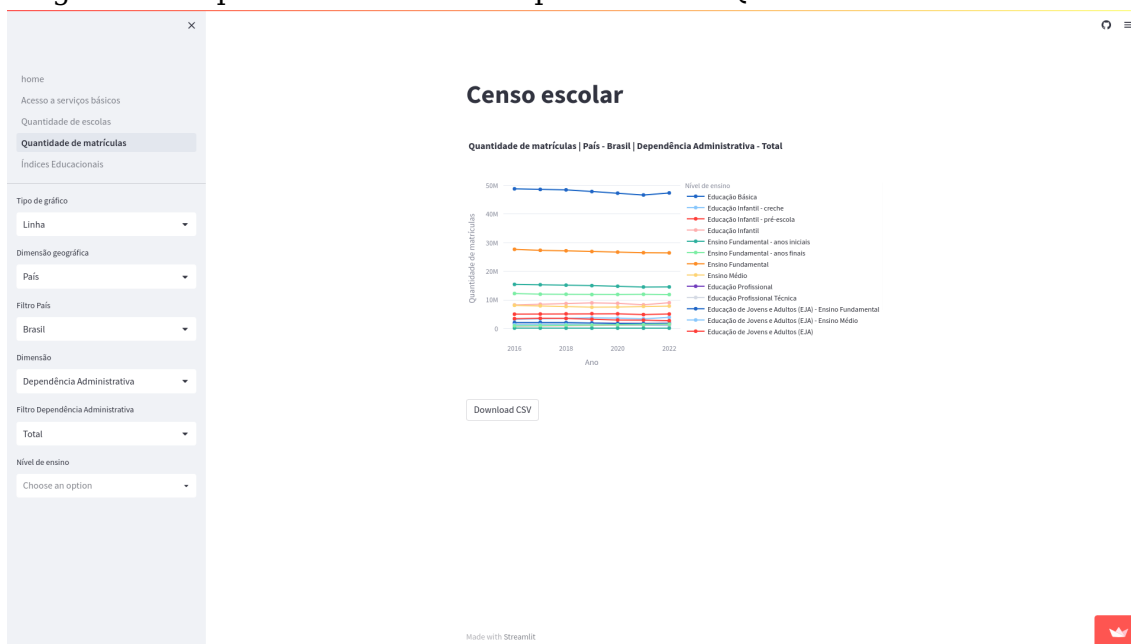 home
Acesso a serviços básicos
Quantidade de escolas
Quantidade de matrículas
Índices Educacionais
Tipo de gráfico
Linha
Dimensão geográfica
País
Filtro País
Brasil
Dimensão
Dependência Administrativa
Filtro Dependência Administrativa
Total
Nível de ensino
Choose an option
Censo escolar
Quantidade de matrículas | País - Brasil | Dependência Administrativa - Total
Quantidade de matrículas
50M
40M
30M
20M
10M
0
2016 2018 2020 2022
Ano
Nível de ensino
Educação Básica
Educação Infantil - creche
Educação Infantil - pré-escola
Educação Infantil
Ensino Fundamental - anos iniciais
Ensino Fundamental - anos finais
Ensino Fundamental
Ensino Médio
Educação Profissional
Educação Profissional Técnica
Educação de Jovens e Adultos (EJA) - Ensino Fundamental
Educação de Jovens e Adultos (EJA) - Ensino Médio
Educação de Jovens e Adultos (EJA)
Download CSV
Made with Streamlit